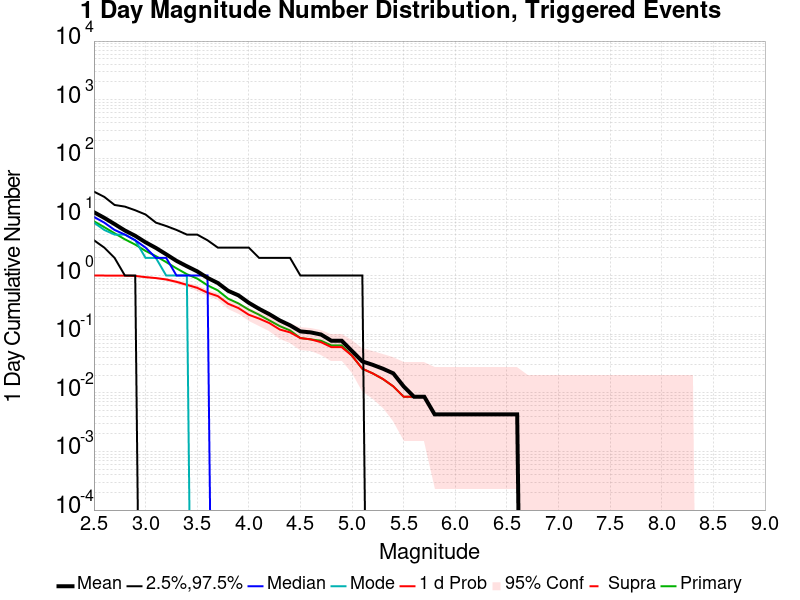 1 Day Magnitude Number Distribution, Triggered Events
10^4
10^3
10^2
10^1
10^0
10^-1
10^-2
10^-3
10^-4
1 Day Cumulative Number
2.5 3.0 3.5 4.0 4.5 5.0 5.5 6.0 6.5 7.0 7.5 8.0 8.5 9.0
Magnitude
Mean 2.5%,97.5% Median Mode 1 d Prob 95% Conf Supra Primary